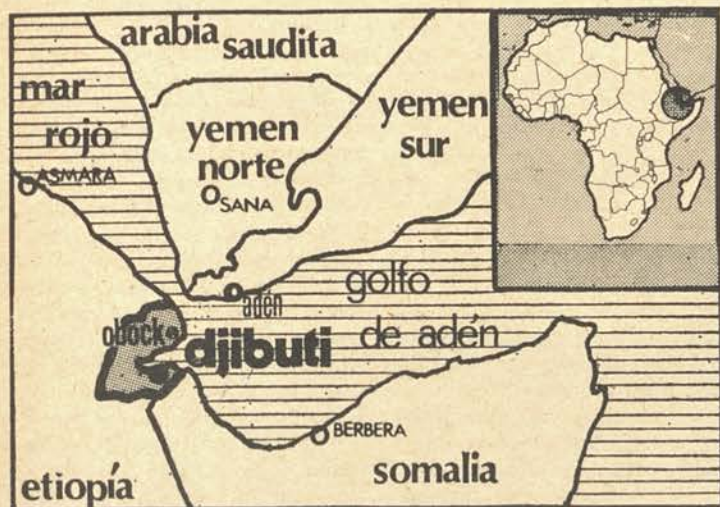 arabia saudita
mar
rojo
ASMARA
yemen
norte
SANA
yemen
sur
adén
golfo
de adén
obock
djibuti
BERBERA
etiopía
somalia